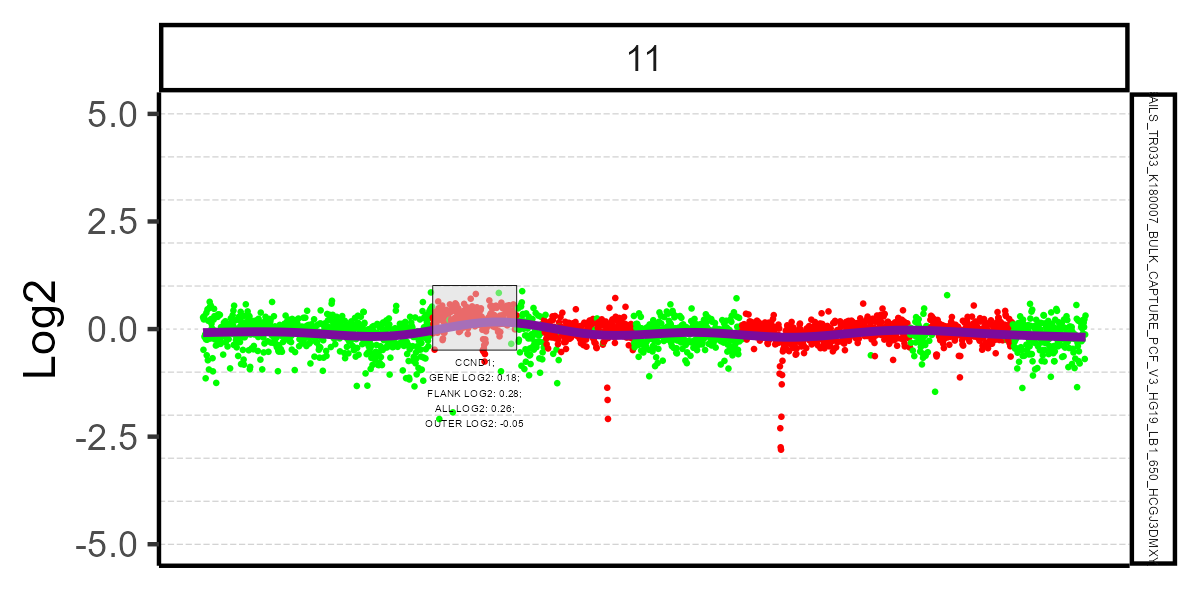 11
Log2
5.0
2.5
0.0
-2.5
-5.0
CCND1;
GENE LOG2: 0.18;
FLANK LOG2: 0.28;
ALL LOG2: 0.26;
OUTER LOG2: -0.05
AILS_TR033_K180007_BULK_CAPTURE_PCF_V3_HG19_LB1_650_HCGJ3DMXY